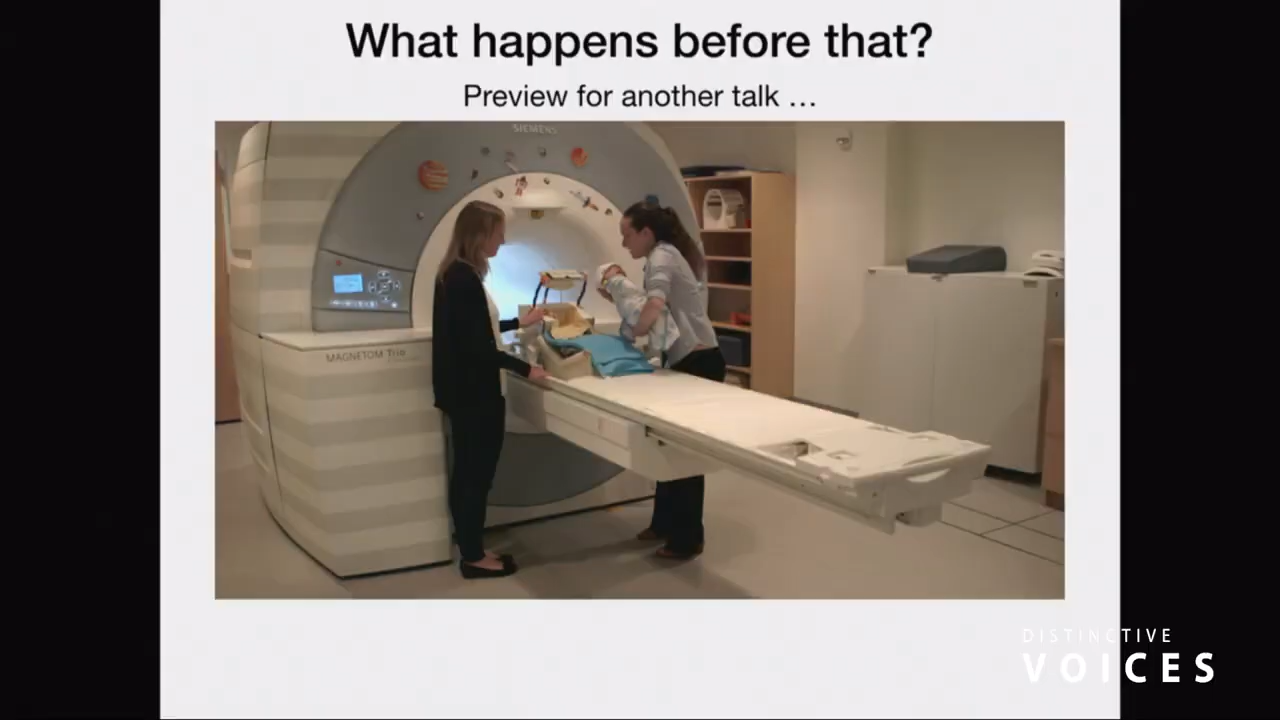 What happens before that?
Preview for another talk ...
SIEMENS
MAGNETOM Trio
DISTINCTIVE
VOICES